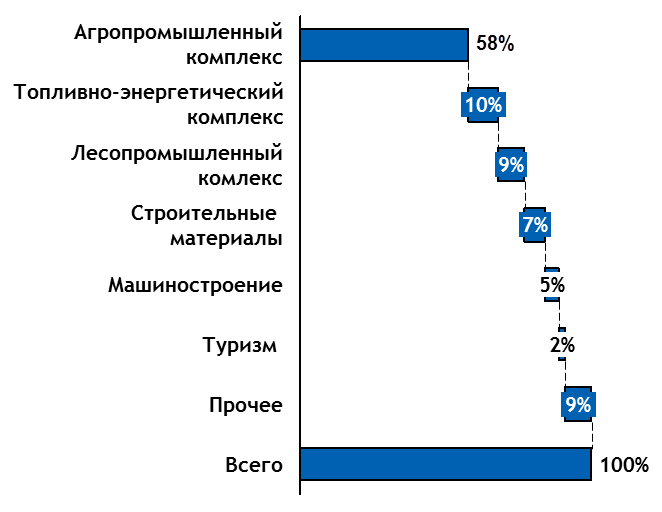 Агропромышленный
комплекс
58%
Топливно-энергетический
комплекс
10%
Лесопромышленный
комлекс
9%
Строительные
материалы
7%
Машиностроение
5%
Туризм
2%
Прочее
9%
Всего
100%